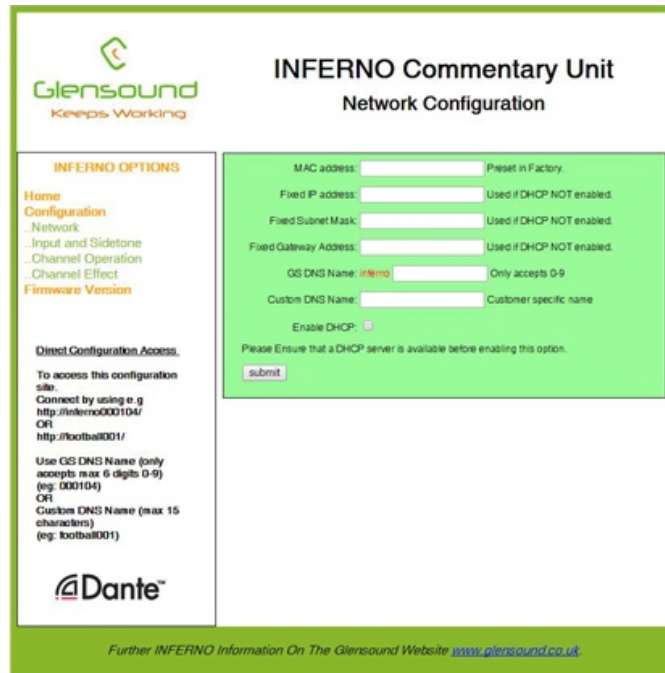 Glensound
Keeps Working
INFERNO Commentary Unit
Network Configuration
INFERNO OPTIONS
Home
Configuration
..Network
..Input and Sidetone
..Channel Operation
..Channel Effect
Firmware Version
Direct Configuration Access
To access this configuration
site.
Connect by using e.g
http://inferno000104/
OR
http://football001/
Use GS DNS Name (only
accepts max 6 digits 0-9)
(eg: 000104)
OR
Custom DNS Name (max 15
characters)
(eg: football001)
Dante™
MAC address: Preset in Factory.
Fixed IP address: Used if DHCP NOT enabled.
Fixed Subnet Mask: Used if DHCP NOT enabled.
Fixed Gateway Address: Used if DHCP NOT enabled.
GS DNS Name: inferno Only accepts 0-9
Custom DNS Name: Customer specific name
Enable DHCP:
Please Ensure that a DHCP server is available before enabling this option.
submit
Further INFERNO Information On The Glensound Website www.glensound.co.uk.